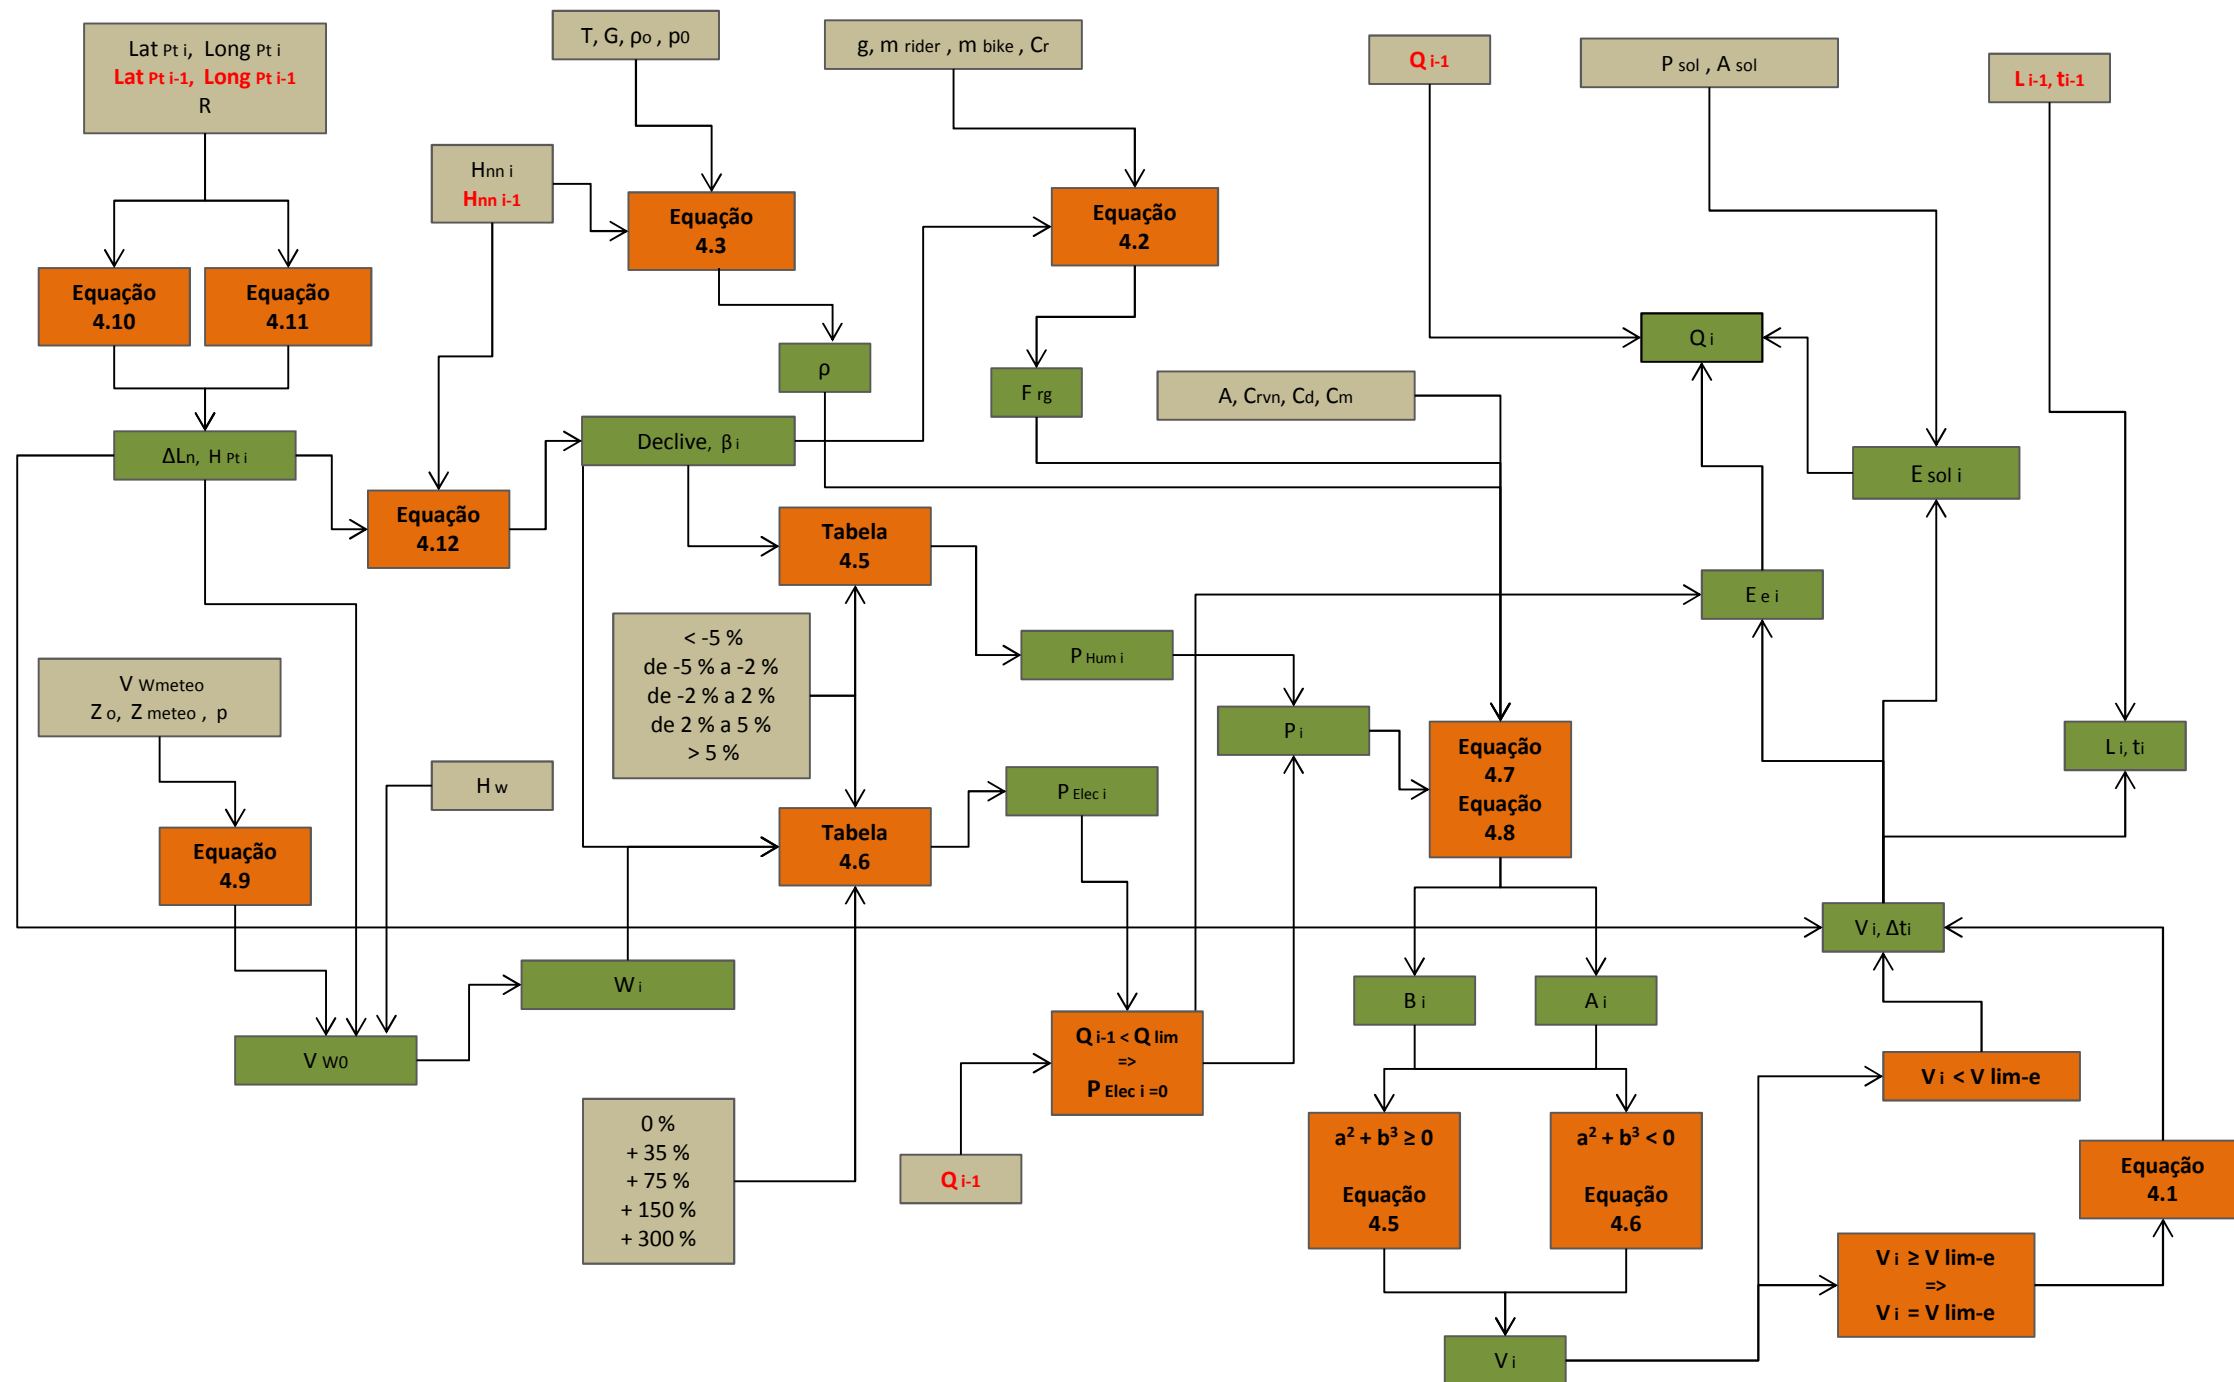 Lat Pt i, Long Pt i
Lat Pt i-1, Long Pt i-1
R
T, G, ρo , p0
g, m rider , m bike , Cr
Q i-1
P sol , A sol
L i-1, ti-1
Hnn i
Hnn i-1
Equação
4.3
Equação
4.2
Equação
4.10
Equação
4.11
Q i
ρ
F rg
A, Crvn, Cd, Cm
ΔLn, H Pt i
Declive, β i
E sol i
Equação
4.12
Tabela
4.5
E e i
< -5 %
de -5 % a -2 %
de -2 % a 2 %
de 2 % a 5 %
> 5 %
P Hum i
V Wmeteo
Z o, Z meteo , p
P i
Equação
4.7
Equação
4.8
L i, ti
H w
P Elec i
Equação
4.9
Tabela
4.6
V i, Δti
W i
B i
A i
V W0
Q i-1 < Q lim
=>
P Elec i =0
V i < V lim-e
0 %
+ 35 %
+ 75 %
+ 150 %
+ 300 %
Q i-1
a² + b³ ≥ 0
Equação
4.5
a² + b³ < 0
Equação
4.6
Equação
4.1
V i ≥ V lim-e
=>
V i = V lim-e
V i